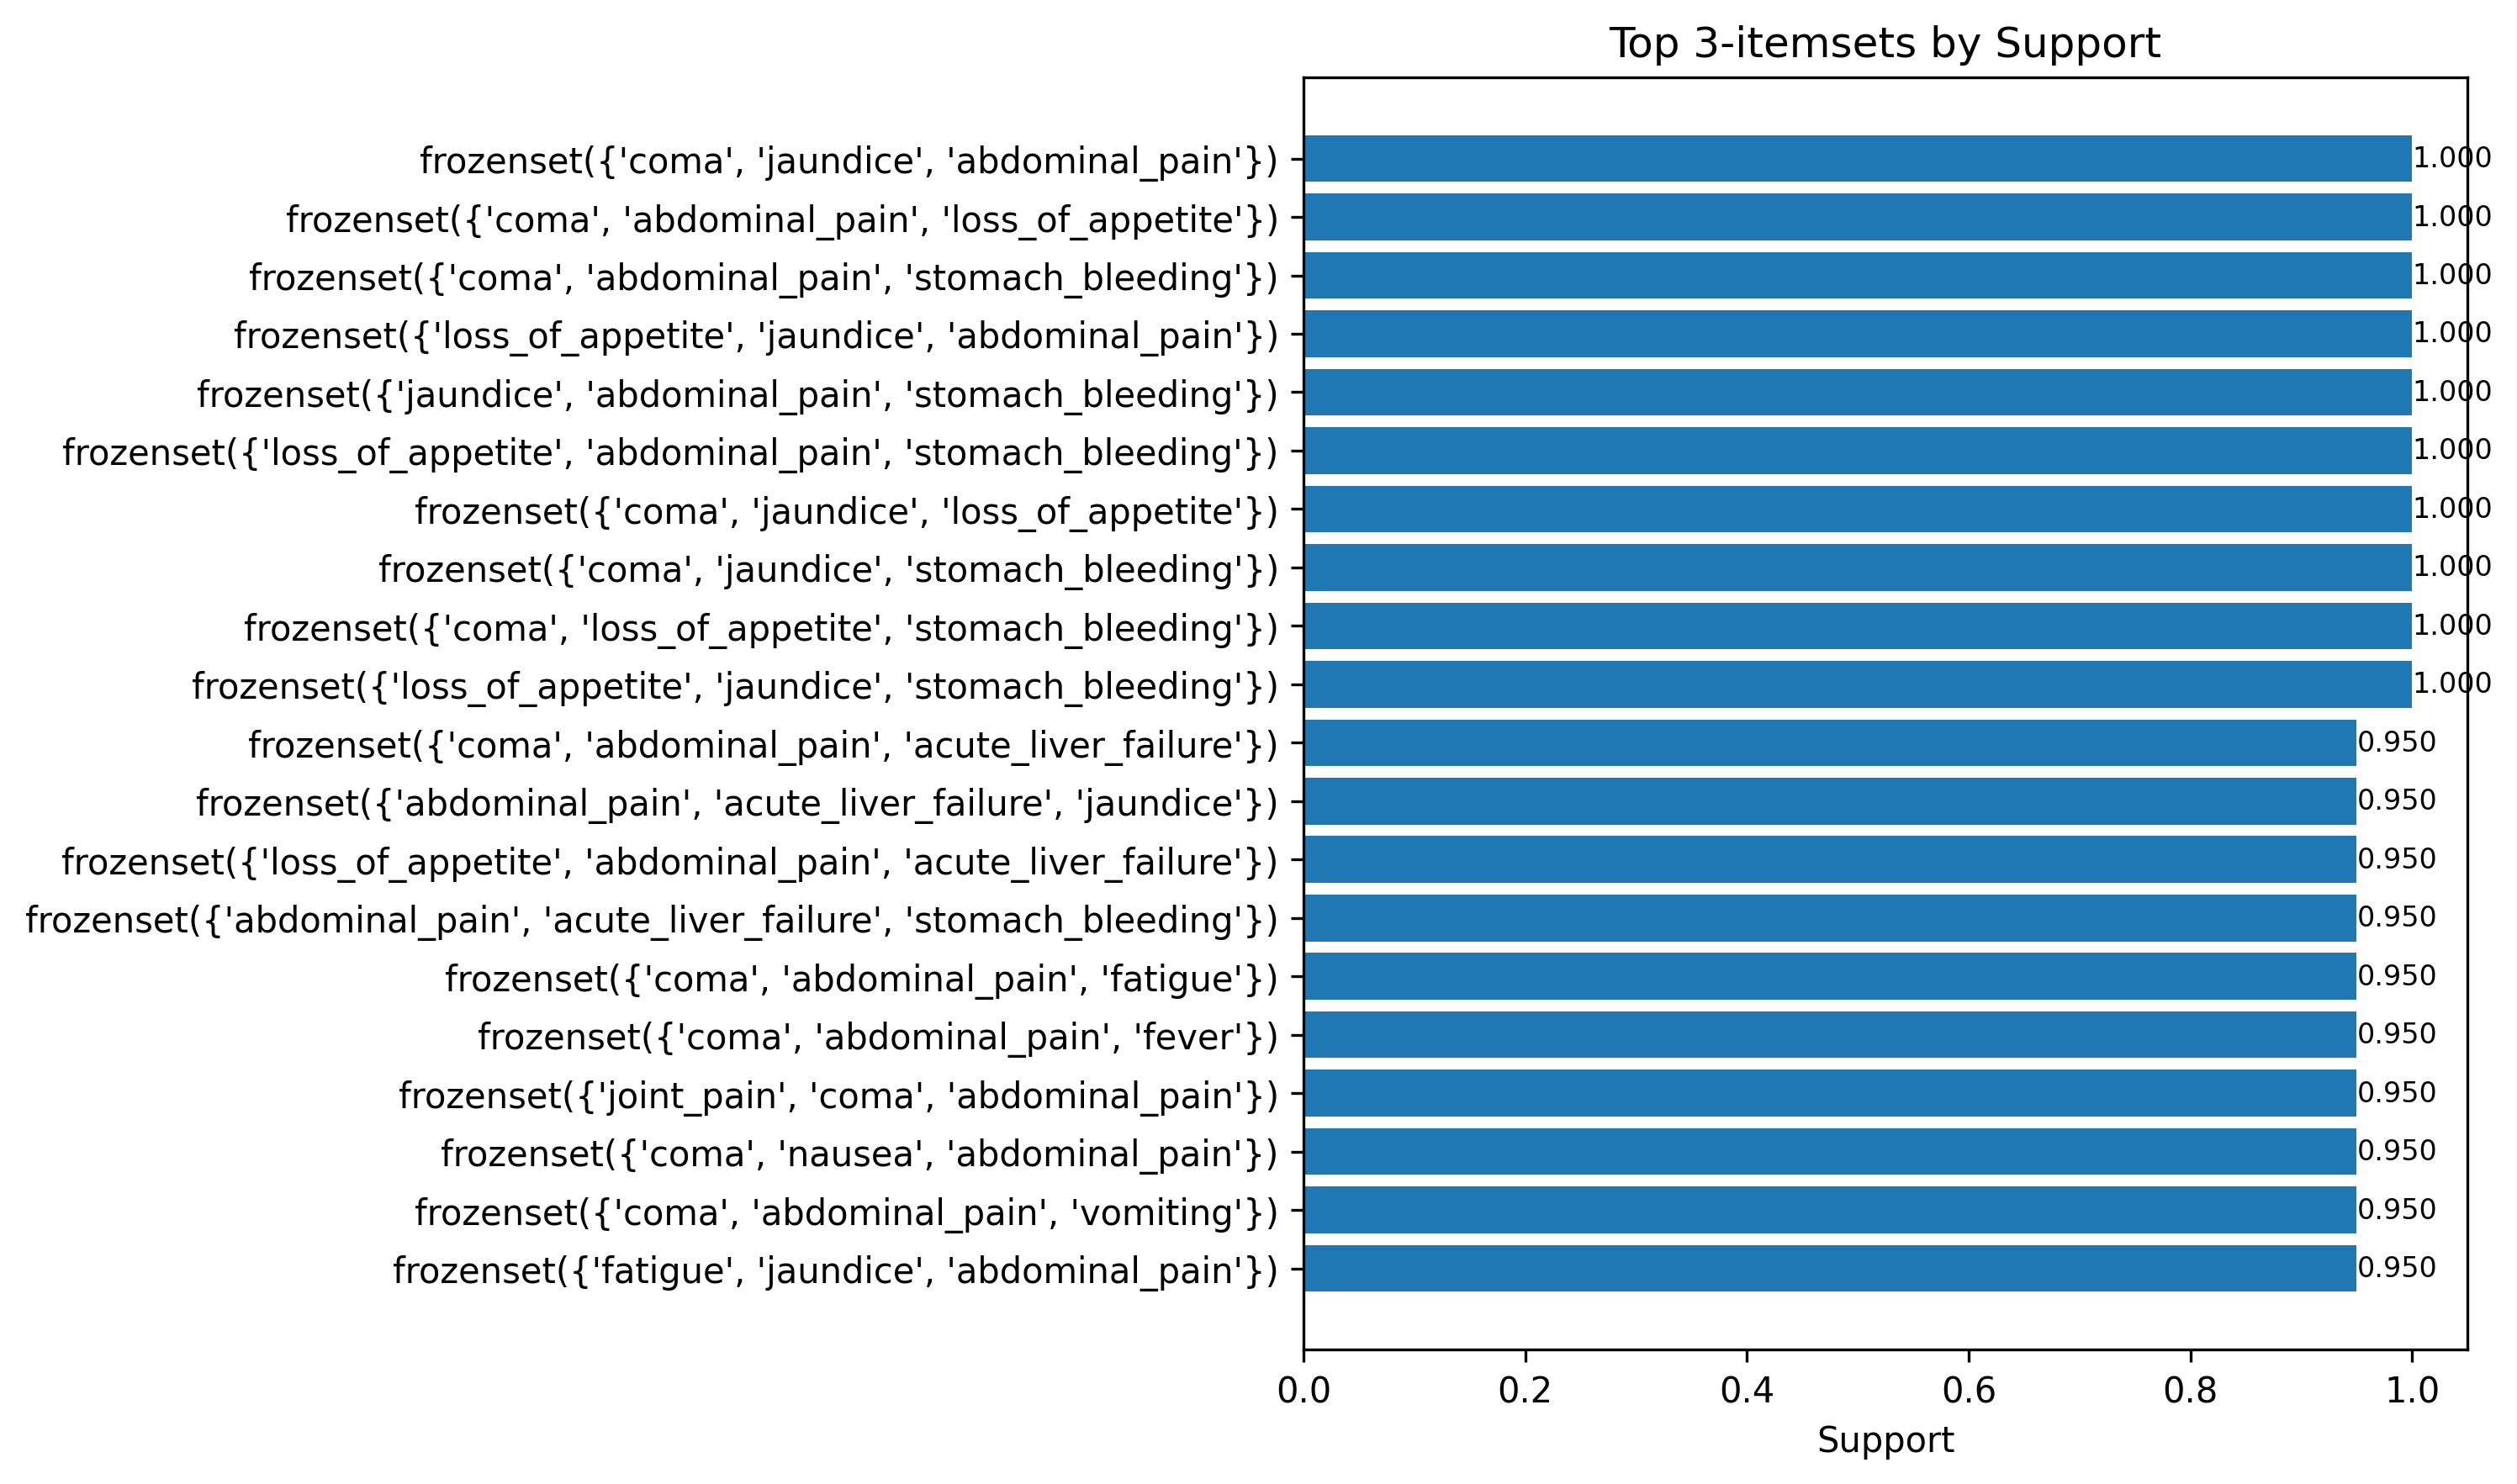 Top 3-itemsets by Support
frozenset({'coma', 'jaundice', 'abdominal_pain'}) 1.000
frozenset({'coma', 'abdominal_pain', 'loss_of_appetite'}) 1.000
frozenset({'coma', 'abdominal_pain', 'stomach_bleeding'}) 1.000
frozenset({'loss_of_appetite', 'jaundice', 'abdominal_pain'}) 1.000
frozenset({'jaundice', 'abdominal_pain', 'stomach_bleeding'}) 1.000
frozenset({'loss_of_appetite', 'abdominal_pain', 'stomach_bleeding'}) 1.000
frozenset({'coma', 'jaundice', 'loss_of_appetite'}) 1.000
frozenset({'coma', 'jaundice', 'stomach_bleeding'}) 1.000
frozenset({'coma', 'loss_of_appetite', 'stomach_bleeding'}) 1.000
frozenset({'loss_of_appetite', 'jaundice', 'stomach_bleeding'}) 1.000
frozenset({'coma', 'abdominal_pain', 'acute_liver_failure'}) 0.950
frozenset({'abdominal_pain', 'acute_liver_failure', 'jaundice'}) 0.950
frozenset({'loss_of_appetite', 'abdominal_pain', 'acute_liver_failure'}) 0.950
frozenset({'abdominal_pain', 'acute_liver_failure', 'stomach_bleeding'}) 0.950
frozenset({'coma', 'abdominal_pain', 'fatigue'}) 0.950
frozenset({'coma', 'abdominal_pain', 'fever'}) 0.950
frozenset({'joint_pain', 'coma', 'abdominal_pain'}) 0.950
frozenset({'coma', 'nausea', 'abdominal_pain'}) 0.950
frozenset({'coma', 'abdominal_pain', 'vomiting'}) 0.950
frozenset({'fatigue', 'jaundice', 'abdominal_pain'}) 0.950
0.0 0.2 0.4 0.6 0.8 1.0
Support